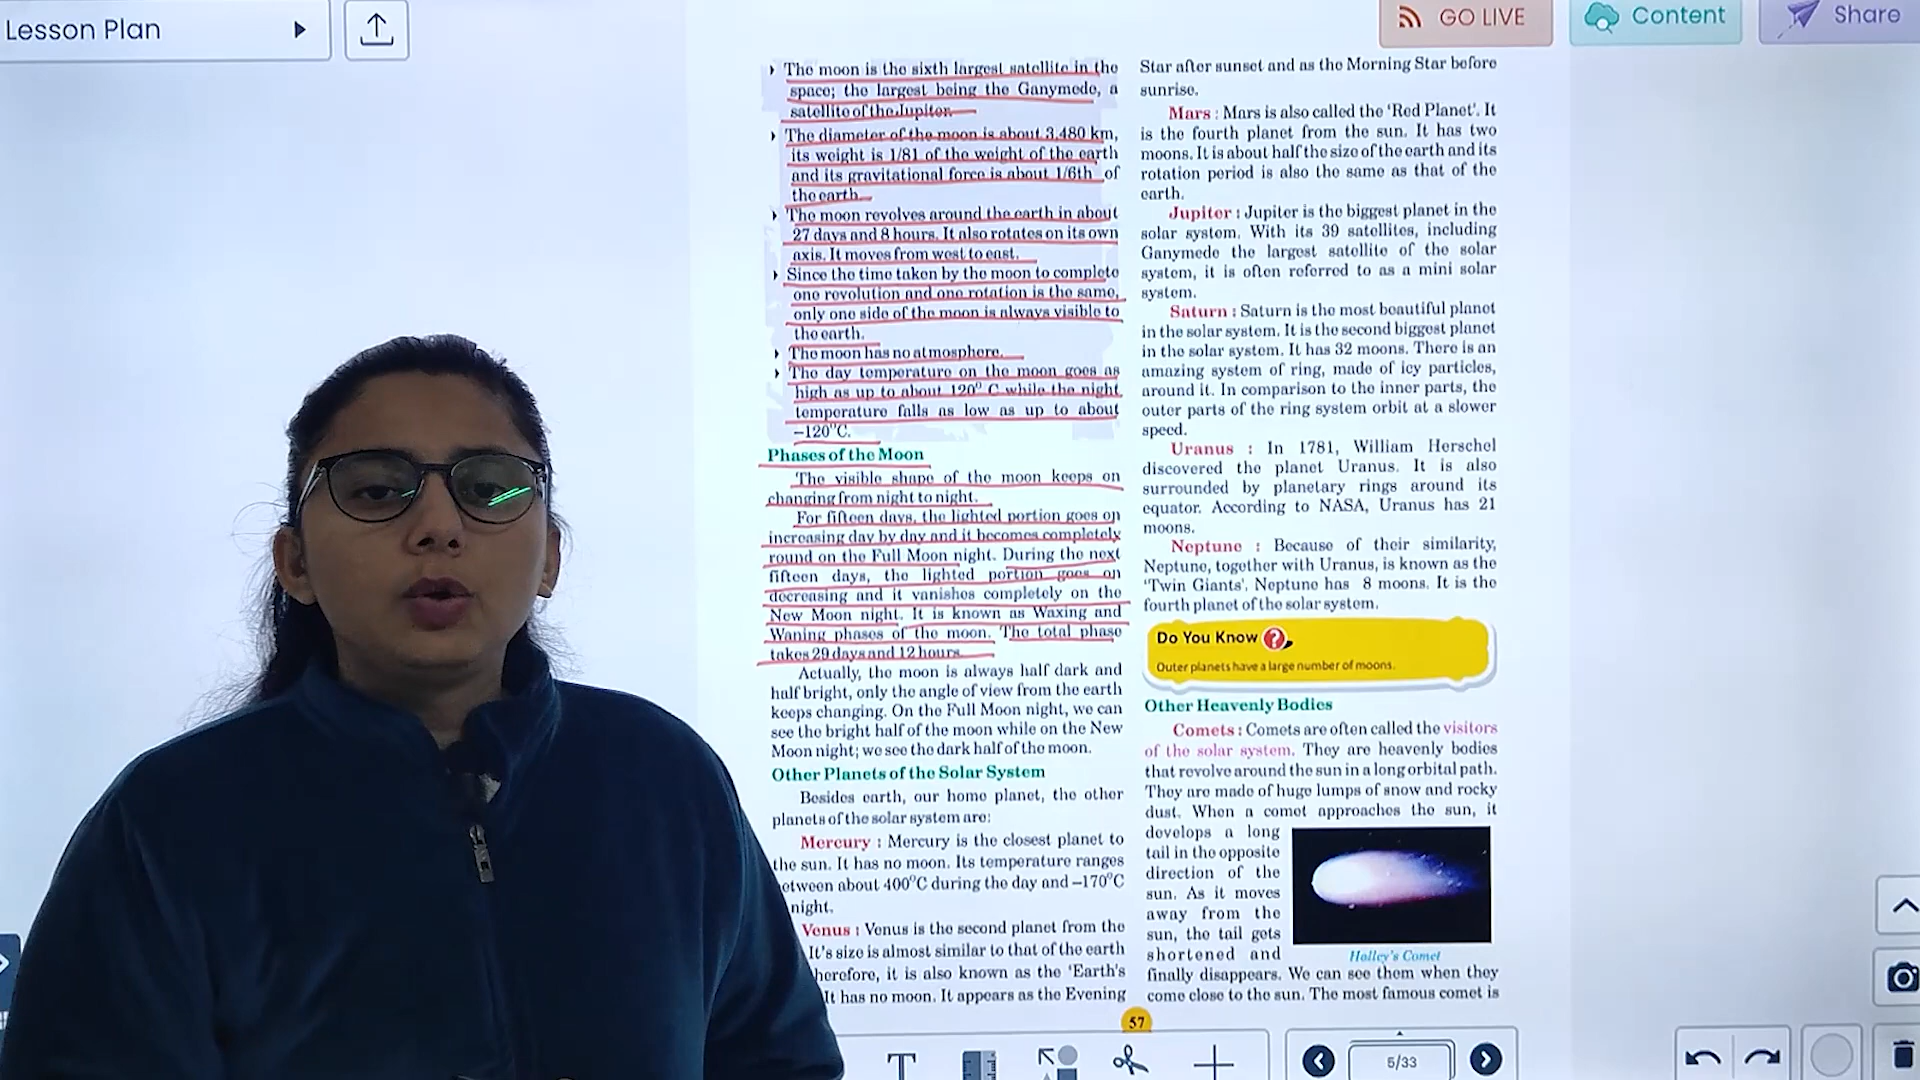 Lesson Plan
GO LIVE
Content
Share
The moon is the sixth largest satellite in the
space; the largest being the Ganymede, a
satellite of the Jupiter.
The diameter of the moon is about 3,480 km,
its weight is 1/81 of the weight of the earth
and its gravitational force is about 1/6th of
the earth.
The moon revolves around the earth in about
27 days and 8 hours. It also rotates on its own
axis. It moves from west to east.
Since the time taken by the moon to complete
one revolution and one rotation is the same,
only one side of the moon is always visible to
the earth.
The moon has no atmosphere.
The day temperature on the moon goes as
high as up to about 120⁰ C while the night
temperature falls as low as up to about
–120⁰C.
Phases of the Moon
The visible shape of the moon keeps on
changing from night to night.
For fifteen days, the lighted portion goes on
increasing day by day and it becomes completely
round on the Full Moon night. During the next
fifteen days, the lighted portion goes on
decreasing and it vanishes completely on the
New Moon night. It is known as Waxing and
Waning phases of the moon. The total phase
takes 29 days and 12 hours.
Actually, the moon is always half dark and
half bright, only the angle of view from the earth
keeps changing. On the Full Moon night, we can
see the bright half of the moon while on the New
Moon night; we see the dark half of the moon.
Other Planets of the Solar System
Besides earth, our home planet, the other
planets of the solar system are:
Mercury : Mercury is the closest planet to
the sun. It has no moon. Its temperature ranges
etween about 400⁰C during the day and –170⁰C
night.
Venus : Venus is the second planet from the
It's size is almost similar to that of the earth
herefore, it is also known as the 'Earth's
It has no moon. It appears as the Evening
Star after sunset and as the Morning Star before
sunrise.
Mars : Mars is also called the 'Red Planet'. It
is the fourth planet from the sun. It has two
moons. It is about half the size of the earth and its
rotation period is also the same as that of the
earth.
Jupiter : Jupiter is the biggest planet in the
solar system. With its 39 satellites, including
Ganymede the largest satellite of the solar
system, it is often referred to as a mini solar
system.
Saturn : Saturn is the most beautiful planet
in the solar system. It is the second biggest planet
in the solar system. It has 32 moons. There is an
amazing system of ring, made of icy particles,
around it. In comparison to the inner parts, the
outer parts of the ring system orbit at a slower
speed.
Uranus : In 1781, William Herschel
discovered the planet Uranus. It is also
surrounded by planetary rings around its
equator. According to NASA, Uranus has 21
moons.
Neptune : Because of their similarity,
Neptune, together with Uranus, is known as the
'Twin Giants'. Neptune has 8 moons. It is the
fourth planet of the solar system.
Do You Know ?
Outer planets have a large number of moons.
Other Heavenly Bodies
Comets : Comets are often called the visitors
of the solar system. They are heavenly bodies
that revolve around the sun in a long orbital path.
They are made of huge lumps of snow and rocky
dust. When a comet approaches the sun, it
develops a long
tail in the opposite
direction of the
sun. As it moves
away from the
sun, the tail gets
shortened and
Halley's Comet
finally disappears. We can see them when they
come close to the sun. The most famous comet is
57
T
5/33